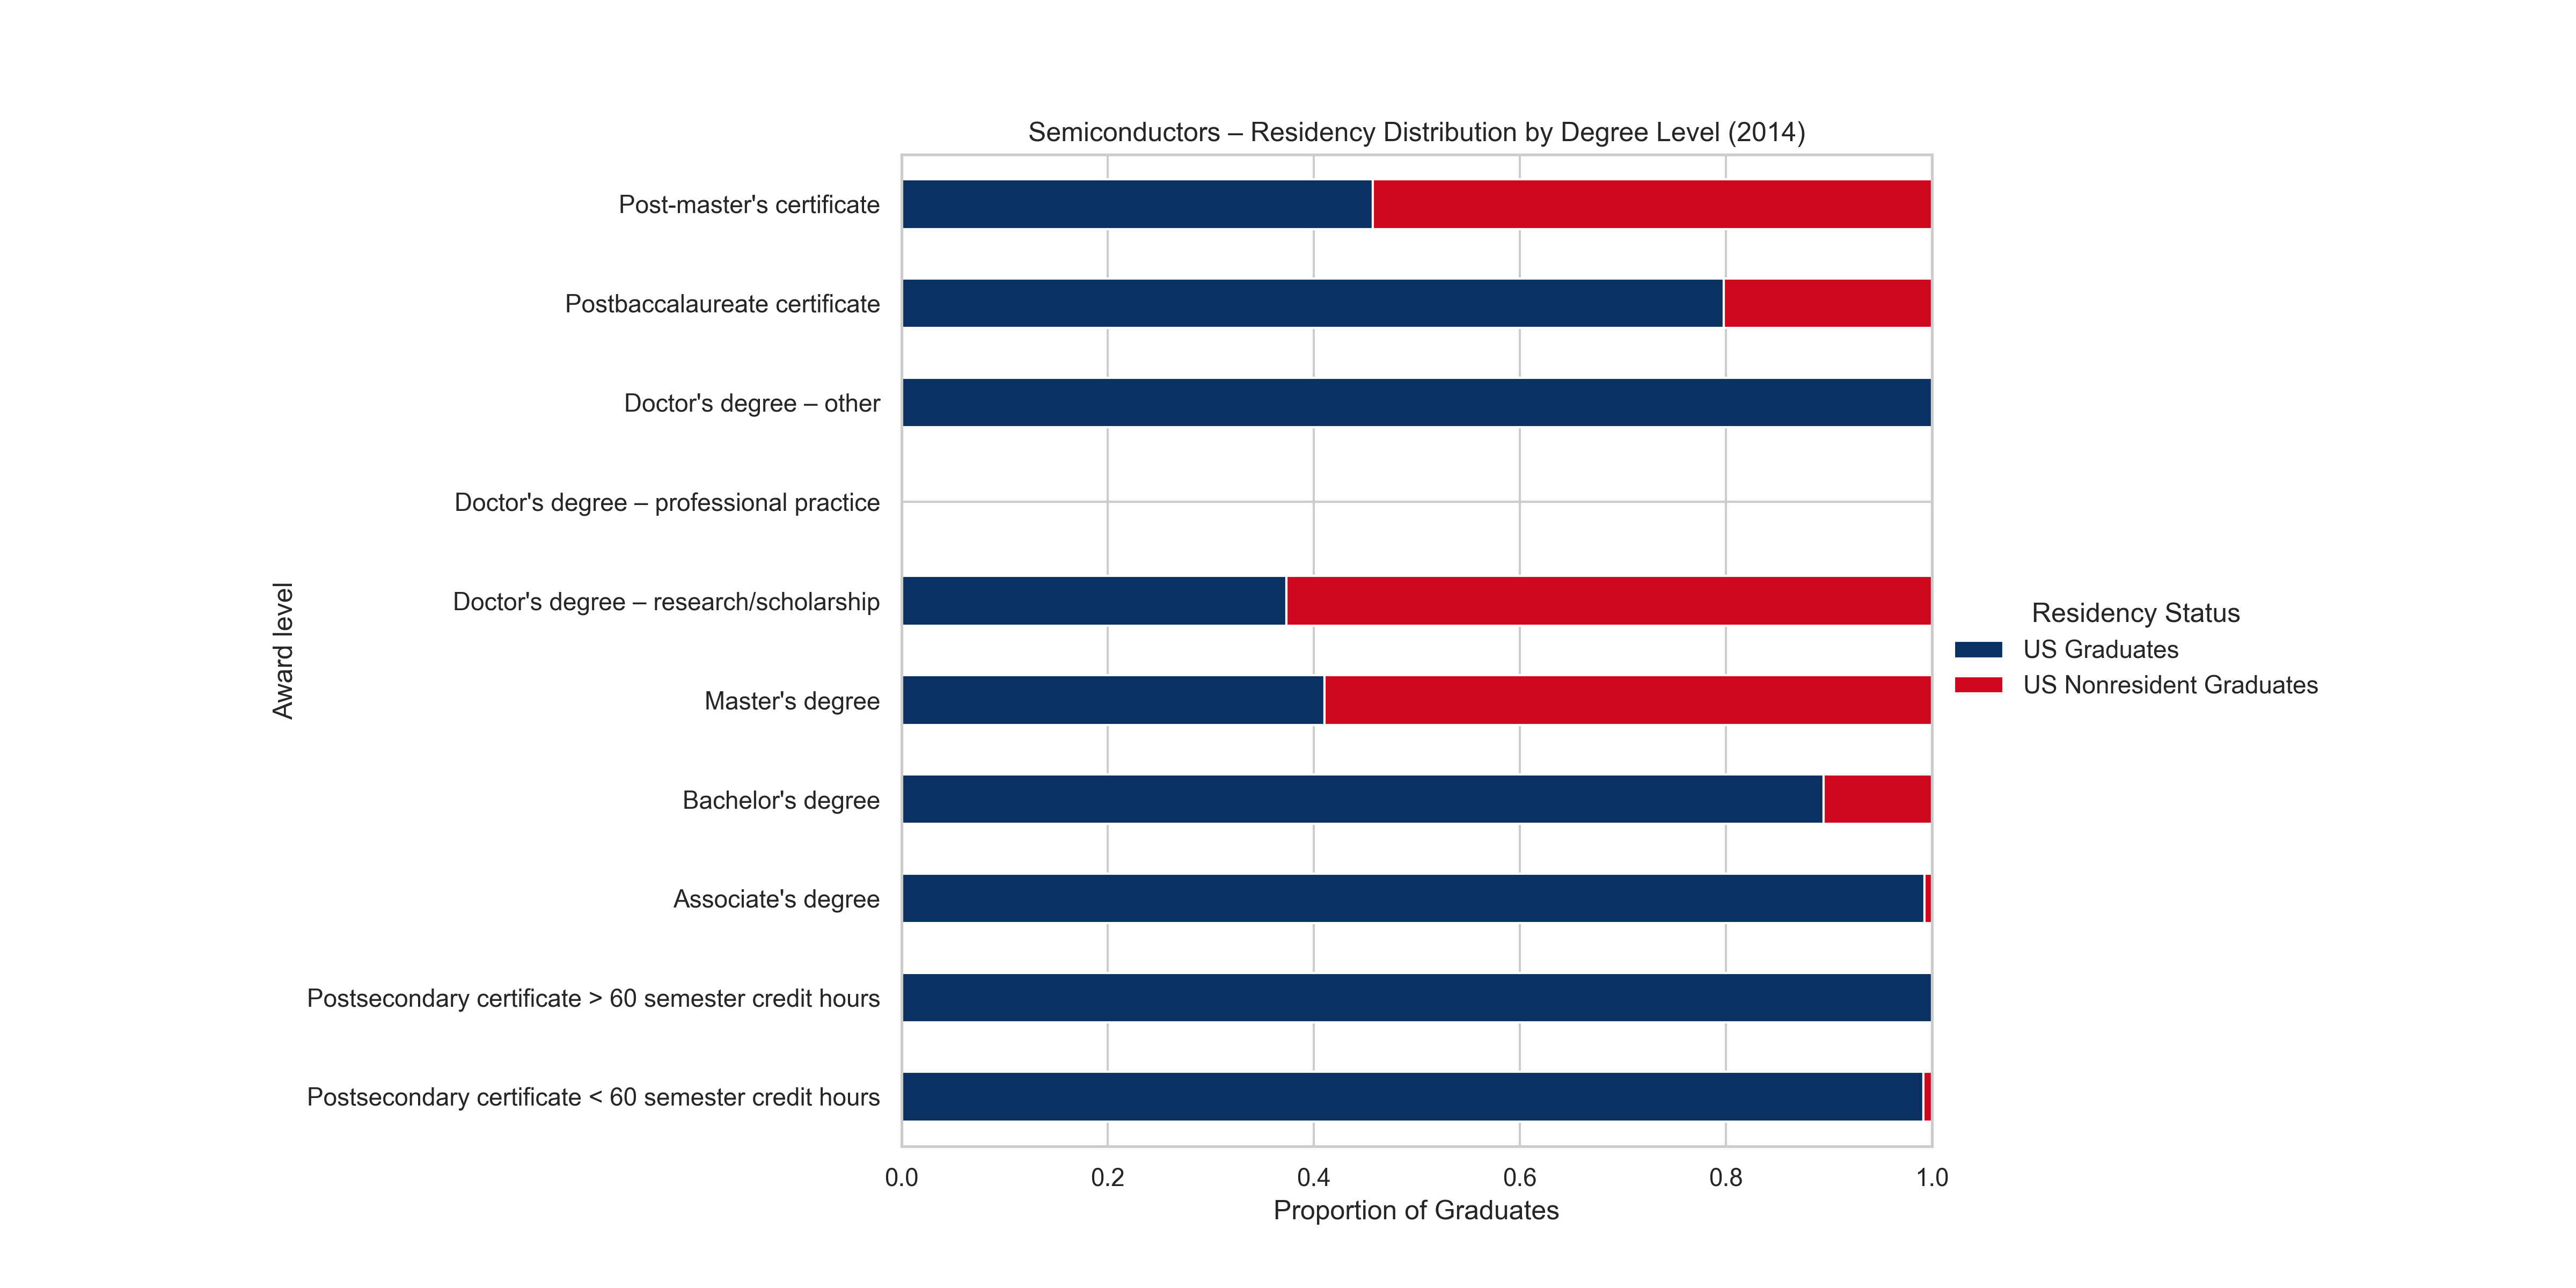 Semiconductors – Residency Distribution by Degree Level (2014)
Post-master's certificate
Postbaccalaureate certificate
Doctor's degree – other
Doctor's degree – professional practice
Doctor's degree – research/scholarship
Master's degree
Bachelor's degree
Associate's degree
Postsecondary certificate > 60 semester credit hours
Postsecondary certificate < 60 semester credit hours
Award level
0.0 0.2 0.4 0.6 0.8 1.0
Proportion of Graduates
Residency Status
US Graduates
US Nonresident Graduates